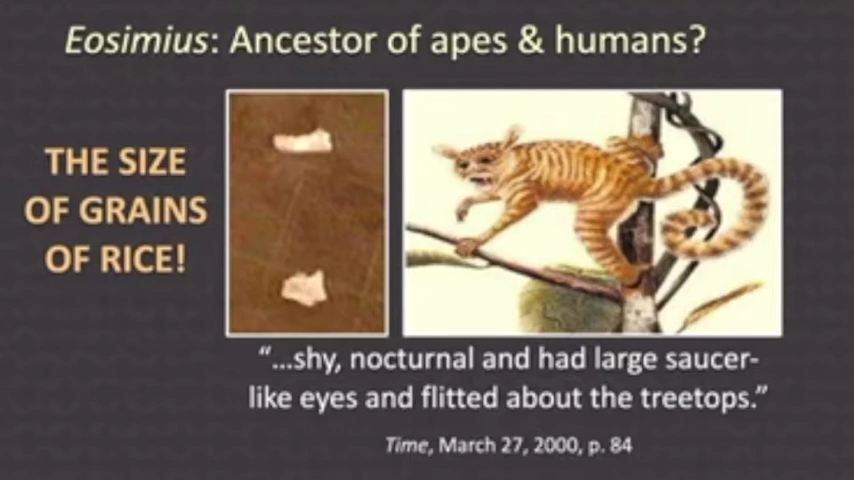 Eosimius: Ancestor of apes & humans?
THE SIZE
OF GRAINS
OF RICE!
“...shy, nocturnal and had large saucer-
like eyes and flitted about the treetops.”
Time, March 27, 2000, p. 84